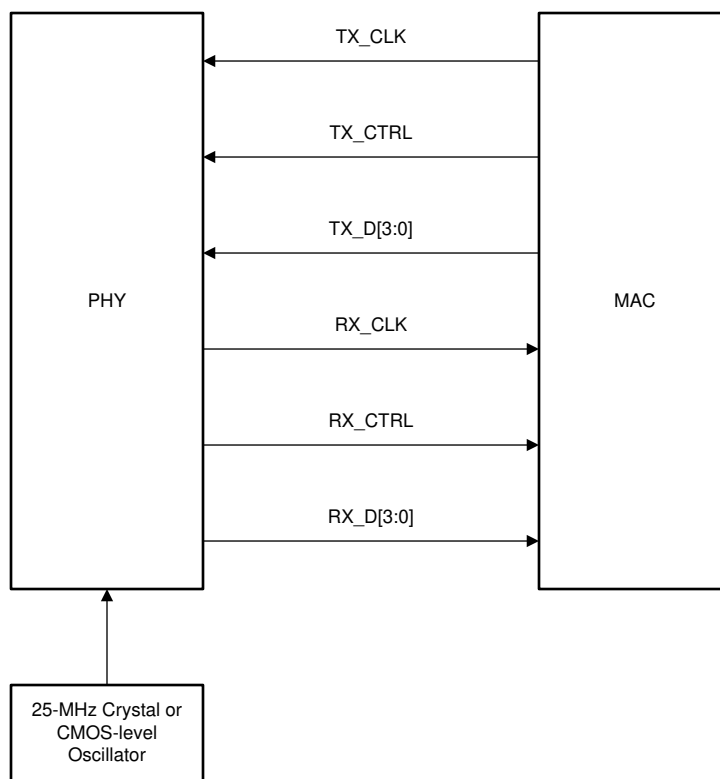 TX_CLK
TX_CTRL
TX_D[3:0]
PHY
MAC
RX_CLK
RX_CTRL
RX_D[3:0]
25-MHz Crystal or
CMOS-level
Oscillator